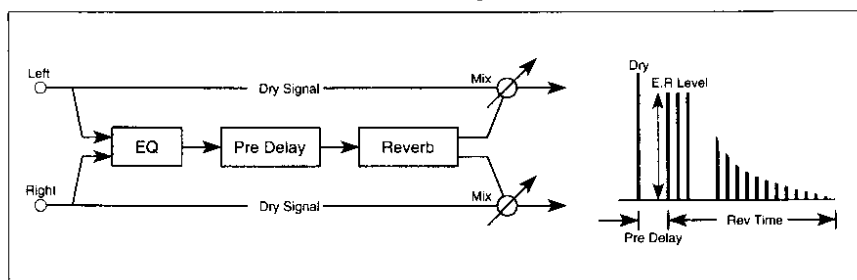 Left
Dry Signal
Mix
EQ
Pre Delay
Reverb
Right
Dry Signal
Mix
Dry
E.R Level
Pre Delay
Rev Time